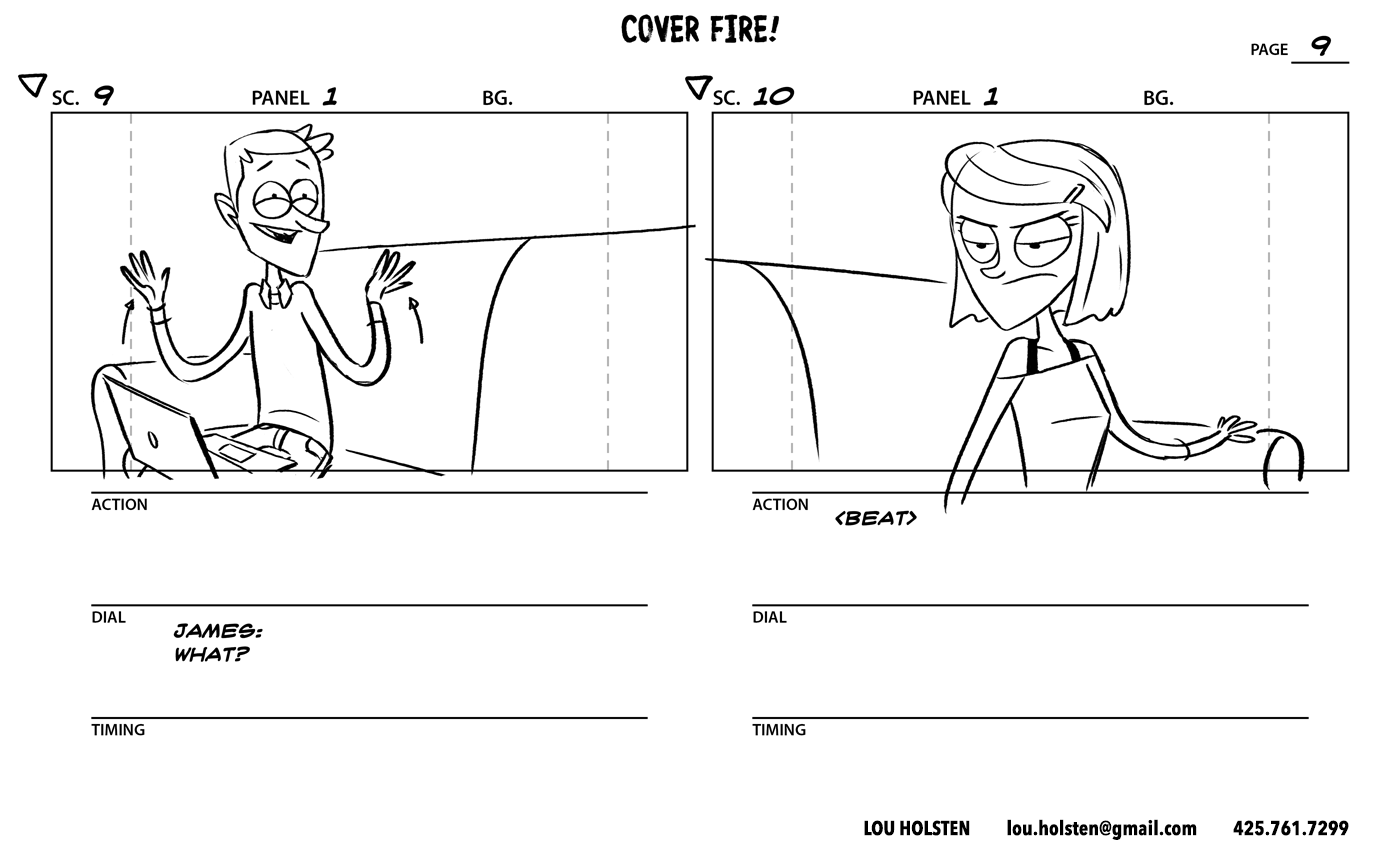 COVER FIRE!
PAGE 9
SC. 9 PANEL 1 BG.
SC. 10 PANEL 1 BG.
ACTION
DIAL
JAMES:
WHAT?
TIMING
ACTION
<BEAT>
DIAL
TIMING
LOU HOLSTEN lou.holsten@gmail.com 425.761.7299